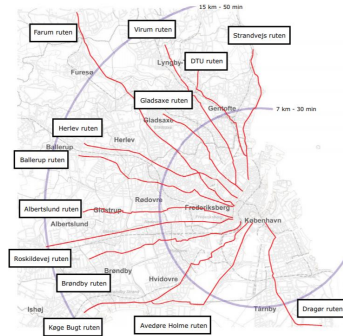 15 km - 50 min
Farum ruten
Virum ruten
Strandvejs ruten
Lyngby-
DTU ruten
Furesø
Gladsaxe ruten
Gentofte
7 km - 30 min
Gladsaxe
Herlev ruten
Herlev
Ballerup
Ballerup ruten
Rødovre
Albertslund ruten
Glostrup
Frederiksberg
København
Albertslund
Roskildevej ruten
Brøndby
Brøndby ruten
Hvidovre
Ishøj
Tårnby
Dragør ruten
Køge Bugt ruten
Avedøre Holme ruten